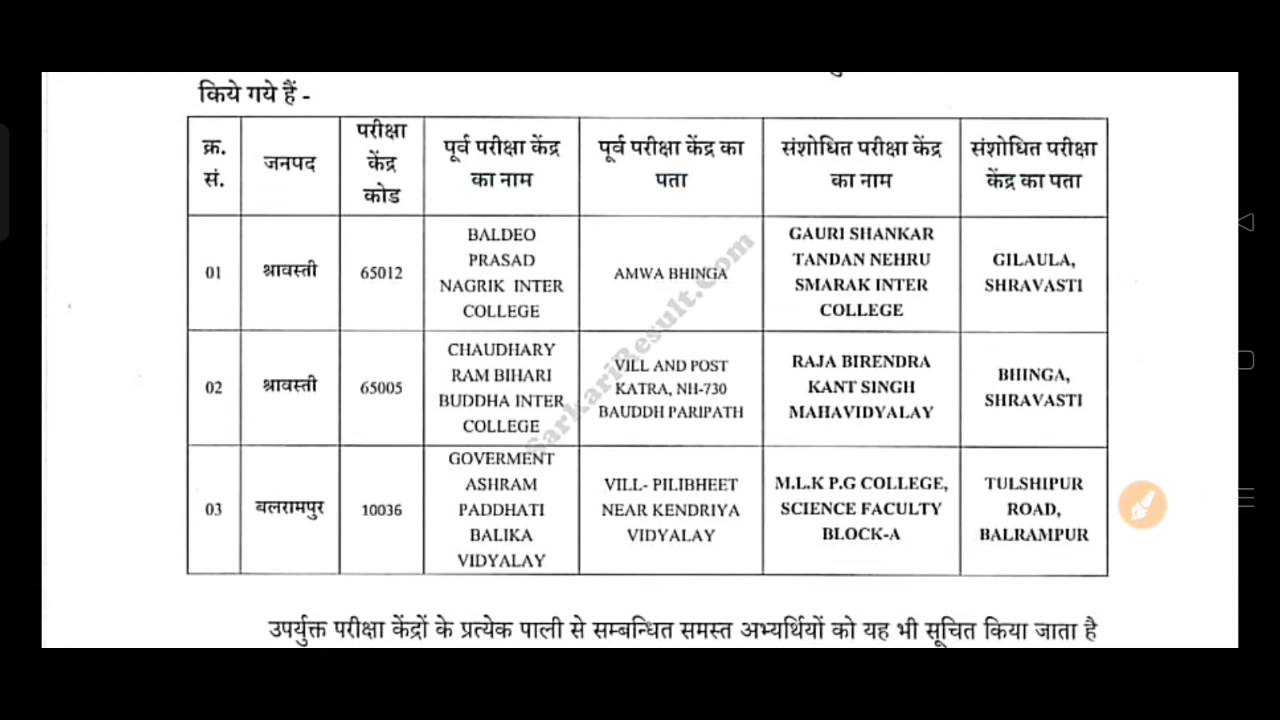 किये गये हैं -
क्र. सं. जनपद परीक्षा केंद्र कोड पूर्व परीक्षा केंद्र का नाम पूर्व परीक्षा केंद्र का पता संशोधित परीक्षा केंद्र का नाम संशोधित परीक्षा केंद्र का पता
01 श्रावस्ती 65012 BALDEO PRASAD NAGRIK INTER COLLEGE AMWA BHINGA GAURI SHANKAR TANDAN NEHRU SMARAK INTER COLLEGE GILAULA, SHRAVASTI
02 श्रावस्ती 65005 CHAUDHARY RAM BIHARI BUDDHA INTER COLLEGE VILL AND POST KATRA, NH-730 BAUDDH PARIPATH RAJA BIRENDRA KANT SINGH MAHAVIDYALAY BHINGA, SHRAVASTI
03 बलरामपुर 10036 GOVERMENT ASHRAM PADDHATI BALIKA VIDYALAY VILL- PILIBHEET NEAR KENDRIYA VIDYALAY M.L.K P.G COLLEGE, SCIENCE FACULTY BLOCK-A TULSHIPUR ROAD, BALRAMPUR
SarkariResult.com
उपर्युक्त परीक्षा केंद्रों के प्रत्येक पाली से सम्बन्धित समस्त अभ्यर्थियों को यह भी सूचित किया जाता है